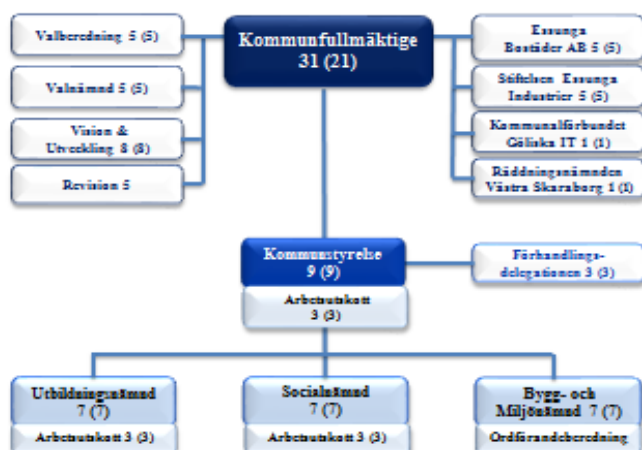 Valberedning 5 (5)
Valnämnd 5 (5)
Vision &
Utveckling 8 (8)
Revision 5
Kommunfullmäktige
31 (21)
Essunga
Bostäder AB 5 (5)
Stiftelsen Essunga
Industrier 5 (5)
Kommunalförbundet
Göliska IT 1 (1)
Räddningsnämnden
Västra Skaraborg 1 (1)
Kommunstyrelse
9 (9)
Arbetsutskott
3 (3)
Förhandlings-
delegationen 3 (3)
Utbildningsnämnd
7 (7)
Arbetsutskott 3 (3)
Socialnämnd
7 (7)
Arbetsutskott 3 (3)
Bygg- och
Miljönämnd 7 (7)
Ordförandeberedning